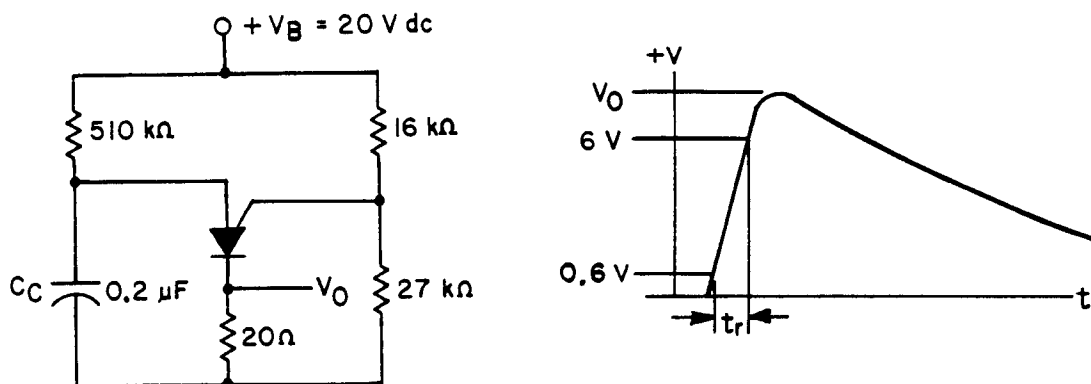 + VB = 20 V dc
510 kΩ
16 kΩ
CC
0.2 µF
VO
27 kΩ
20Ω
+V
VO
6 V
0.6 V
tr
t